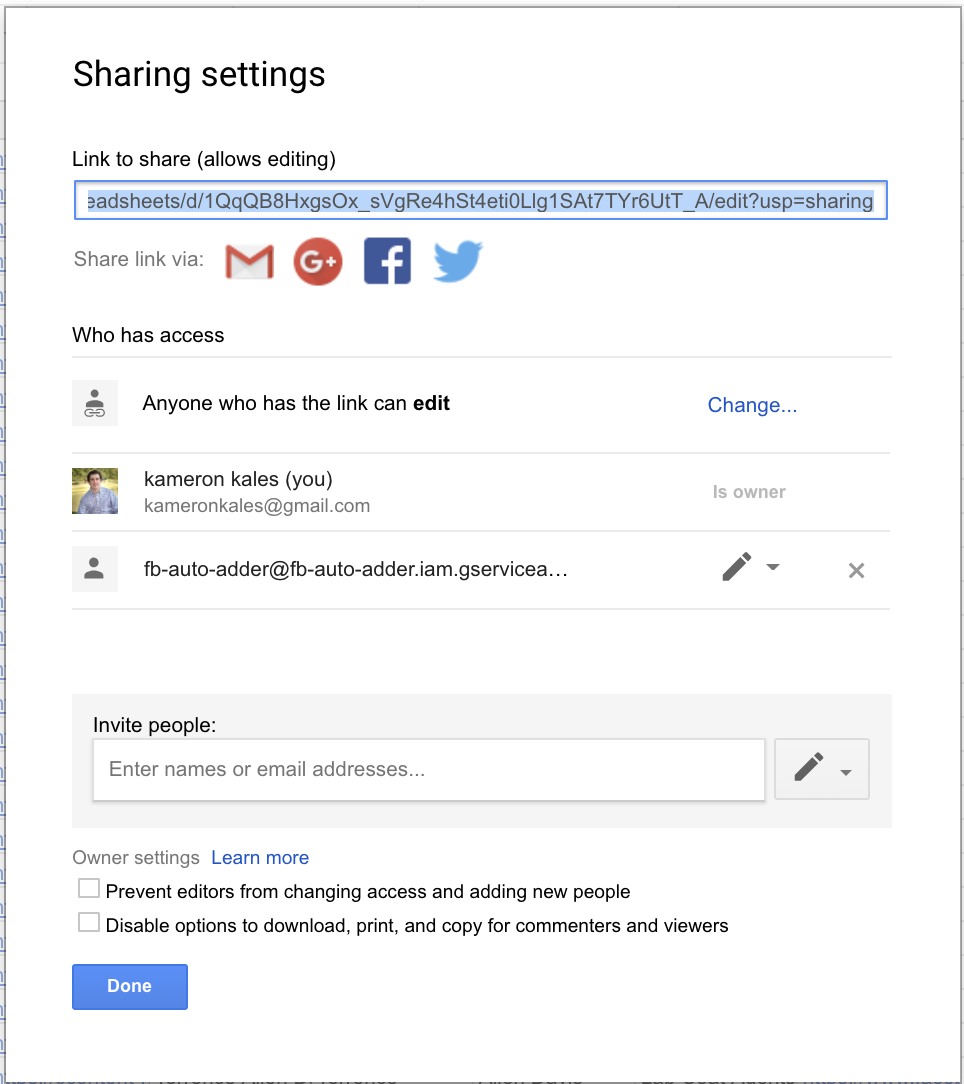 Sharing settings
Link to share (allows editing)
eadsheets/d/1QqQB8HxgsOx_sVgRe4hSt4eti0Llg1SAt7TYr6UtT_A/edit?usp=sharing
Share link via:
G+
f
Who has access
Anyone who has the link can edit
Change...
kameron kales (you)
kameronkales@gmail.com
Is owner
fb-auto-adder@fb-auto-adder.iam.gservicea…
Invite people:
Enter names or email addresses...
Owner settings Learn more
Prevent editors from changing access and adding new people
Disable options to download, print, and copy for commenters and viewers
Done